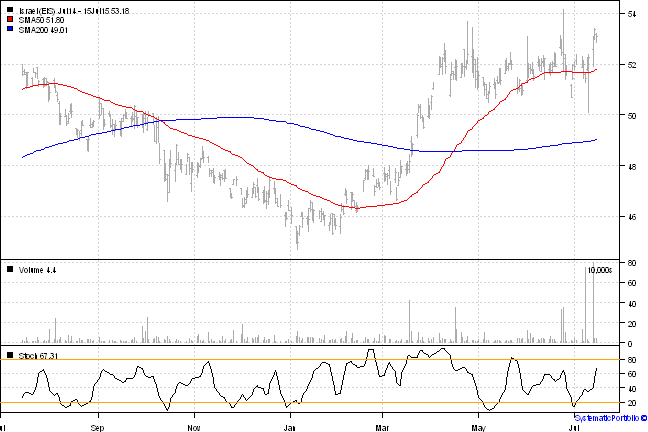 Israel(EIS) Jul14 - 15Jul15 53.18
SMA50 51.80
SMA200 49.01
54
52
50
48
46
Volume 4.4
10,000s
80
60
40
20
0
Stoch 67.31
80
60
40
20
Jul
Sep
Nov
Jan
Mar
May
Jul
SystematicPortfolio ©